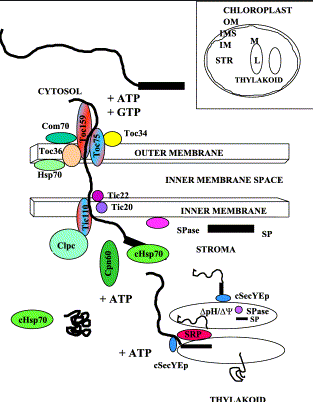 CHLOROPLAST
OM
IMS
IM
M
STR
L
THYLAKOID
CYTOSOL
+ ATP
+ GTP
Toc159
Com70
Toc75
Toc34
Toc36
OUTER MEMBRANE
Hsp70
INNER MEMBRANE SPACE
Tic22
Tic20
Tic110
INNER MEMBRANE
SPase
SP
Clpc
cHsp70
STROMA
Cpn60
+ ATP
cSecYEp
ΔpH/ΔΨ
SPase
SP
cHsp70
SRP
+ ATP
cSecYEp
THYLAKOID